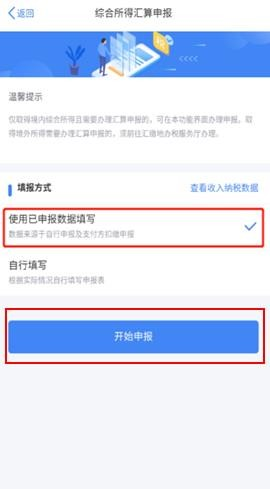 返回
综合所得汇算申报
温馨提示
仅取得境内综合所得且需要办理汇算申报的，可在本功能界面办理申报。取
得境外所得需要办理汇算申报的，须前往汇缴地办税服务厅办理。
填报方式
查看收入纳税数据
使用已申报数据填写
数据来源于自行申报及支付方扣缴申报
自行填写
根据实际情况自行填写申报表
开始申报